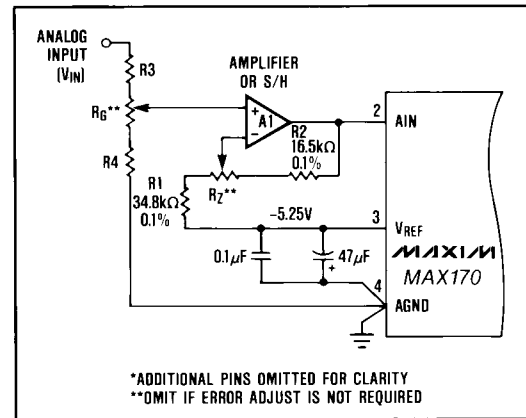 ANALOG
INPUT
(VIN)
R3
RG**
R4
AMPLIFIER
OR S/H
+
A1
−
R2
16.5kΩ
0.1%
RZ**
R1
34.8kΩ
0.1%
−5.25V
0.1µF
47µF
+
2
AIN
3
VREF
MAXIM
MAX170
4
AGND
*ADDITIONAL PINS OMITTED FOR CLARITY
**OMIT IF ERROR ADJUST IS NOT REQUIRED